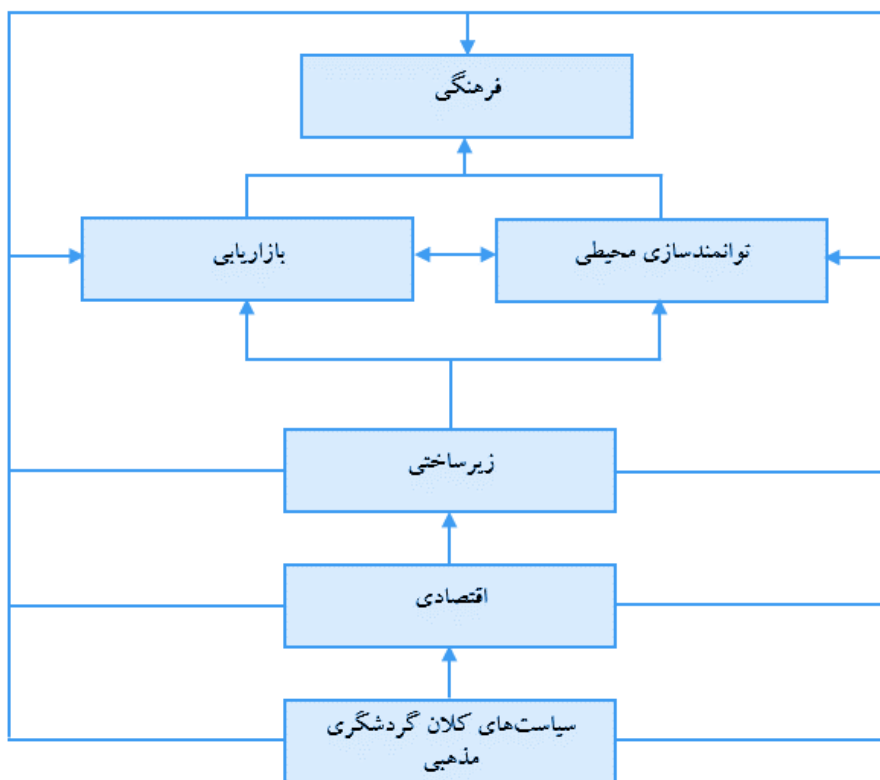 فرهنگی
توانمندسازی محیطی
بازاریابی
زیرساختی
اقتصادی
سیاست‌های کلان گردشگری
مذهبی